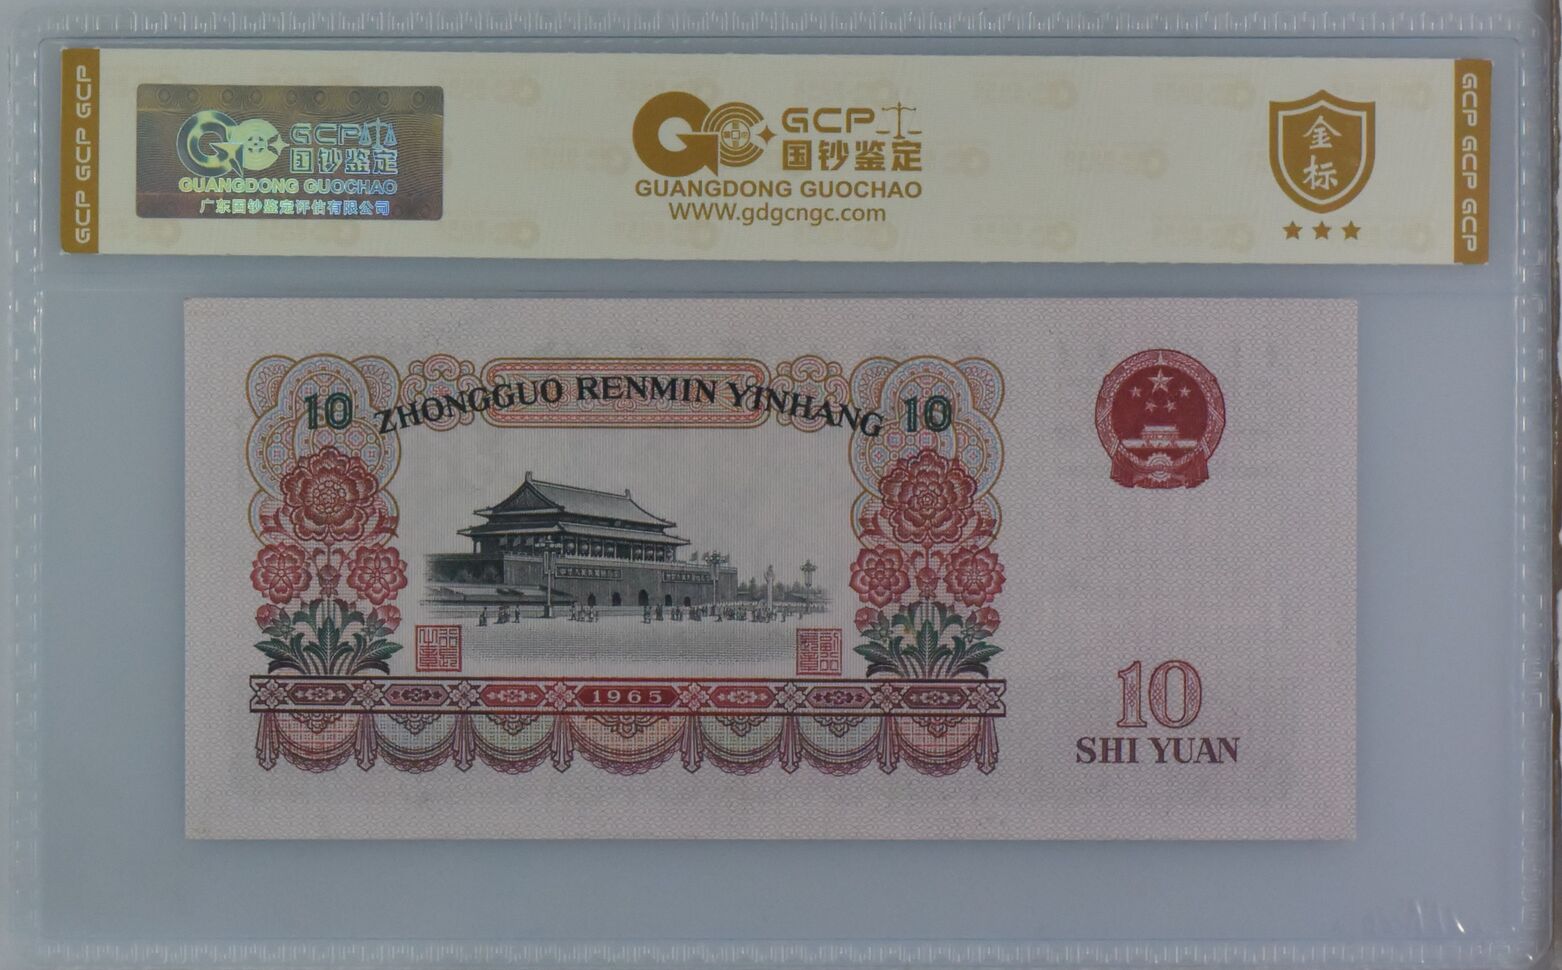 GCP GCP GCP
GCP
国钞鉴定
GUANGDONG GUOCHAO
广东国钞鉴定评估有限公司
GCP
国钞鉴定
GUANGDONG GUOCHAO
WWW.gdgcngc.com
金标
GCP GCP GCP
10 ZHONGGUO RENMIN YINHANG 10
1965
10
SHI YUAN